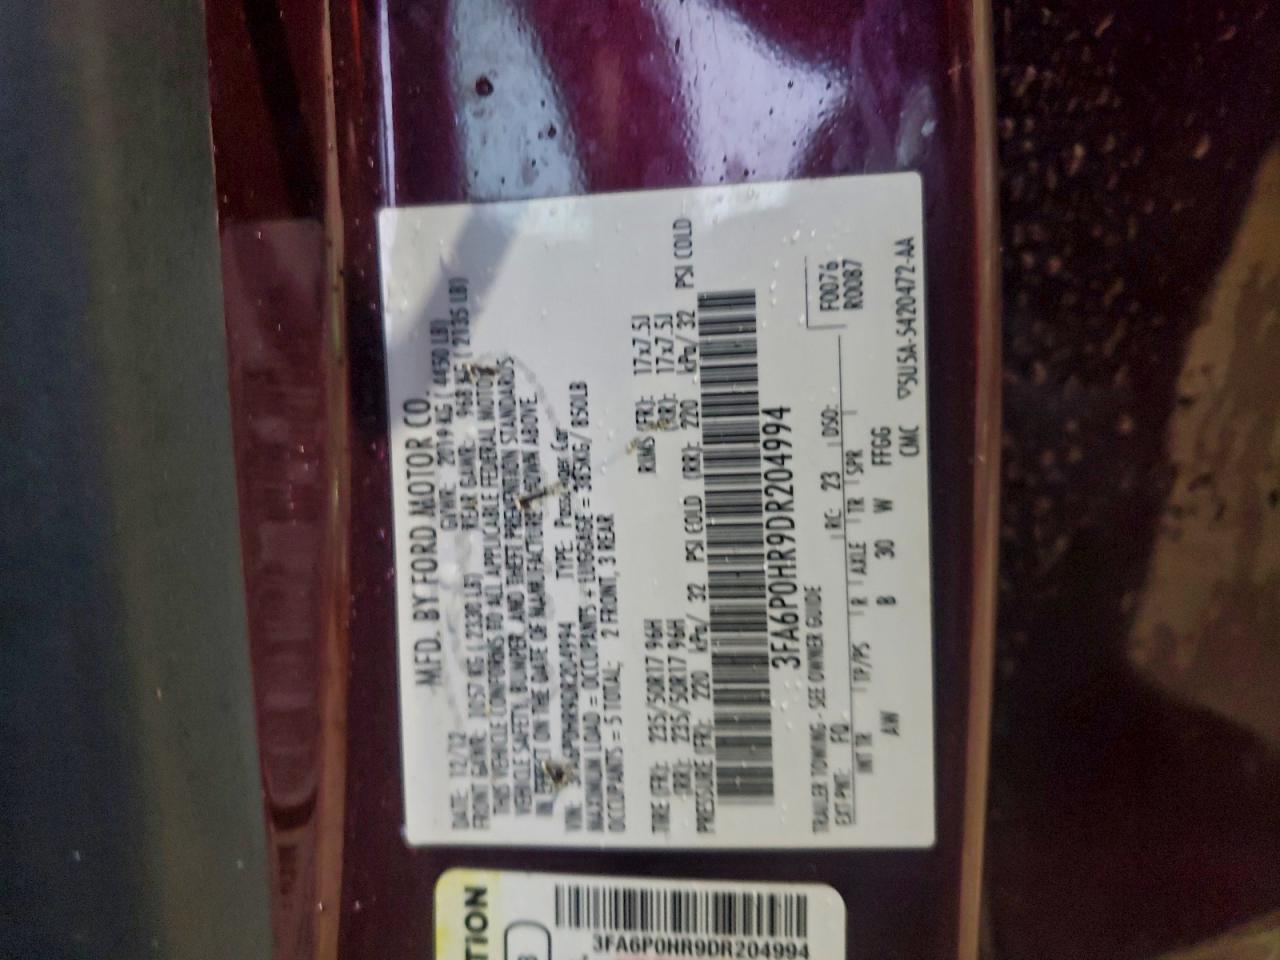 MFD. BY FORD MOTOR CO.
DATE: 12/12 GVWR: 2019 KG ( 4450 LB)
FRONT GAWR: 1057 KG ( 2330 LB) REAR GAWR: 968 KG ( 2135 LB)
THIS VEHICLE CONFORMS TO ALL APPLICABLE FEDERAL MOTOR
VEHICLE SAFETY, BUMPER, AND THEFT PREVENTION STANDARDS
IN EFFECT ON THE DATE OF MANUFACTURE SHOWN ABOVE.
VIN: 3FA6P0HR9DR204994 TYPE: Passenger Car
MAXIMUM LOAD = OCCUPANTS + LUGGAGE = 385KG/ 850LB
OCCUPANTS = 5 TOTAL; 2 FRONT, 3 REAR
TIRE (FR): 235/50R17 96H RIMS (FR): 17x7.5J
(RR): 235/50R17 96H (RR): 17x7.5J
PRESSURE (FR): 220 kPa/ 32 PSI COLD (RR): 220 kPa/ 32 PSI COLD
3FA6P0HR9DR204994
TRAILER TOWING - SEE OWNER GUIDE
F0076
R0087
EXT PNT: FQ RC: 23 DSO:
INT TR TP/PS R AXLE TR SPR
AW B 30 W FFGG
CMC
5U5A-5420472-AA
TION
3FA6P0HR9DR204994